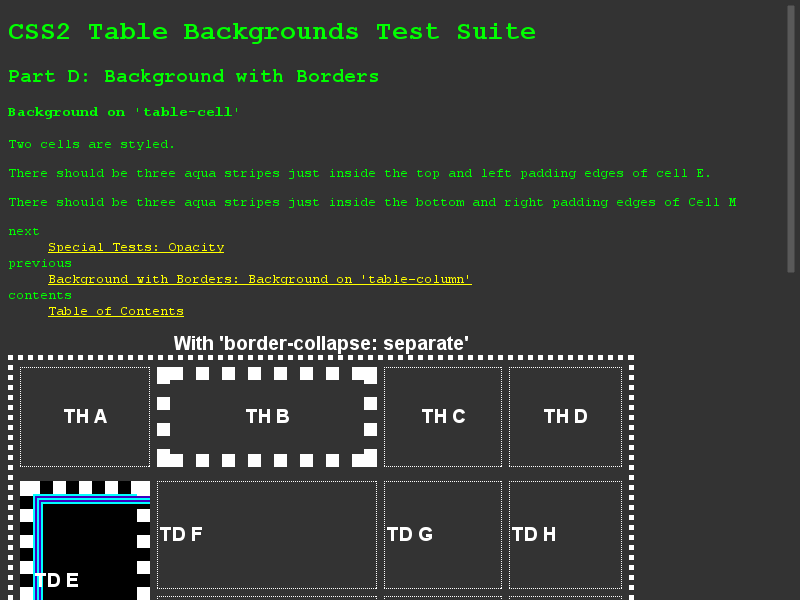 CSS2 Table Backgrounds Test Suite
Part D: Background with Borders
Background on 'table-cell'
Two cells are styled.
There should be three aqua stripes just inside the top and left padding edges of cell E.
There should be three aqua stripes just inside the bottom and right padding edges of Cell M
next
Special Tests: Opacity
previous
Background with Borders: Background on 'table-column'
contents
Table of Contents
With 'border-collapse: separate'
TH A TH B TH C TH D
TD F TD G TD H
TD E